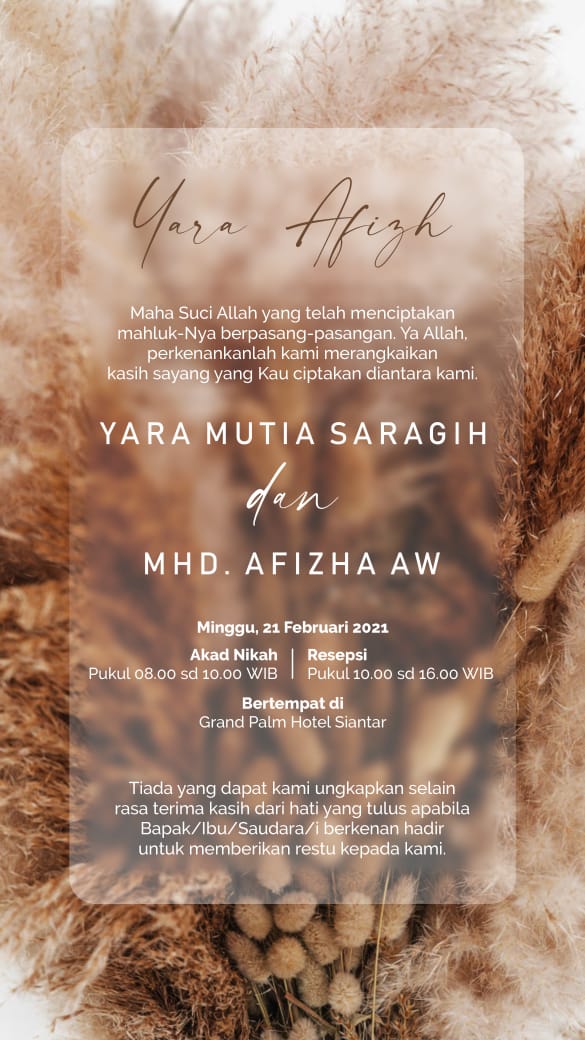 Yara Afizh
Maha Suci Allah yang telah menciptakan
mahluk-Nya berpasang-pasangan. Ya Allah,
perkenankanlah kami merangkaikan
kasih sayang yang Kau ciptakan diantara kami.
YARA MUTIA SARAGIH
dan
MHD. AFIZHA AW
Minggu, 21 Februari 2021
Akad Nikah
Pukul 08.00 sd 10.00 WIB
Resepsi
Pukul 10.00 sd 16.00 WIB
Bertempat di
Grand Palm Hotel Siantar
Tiada yang dapat kami ungkapkan selain
rasa terima kasih dari hati yang tulus apabila
Bapak/Ibu/Saudara/i berkenan hadir
untuk memberikan restu kepada kami.